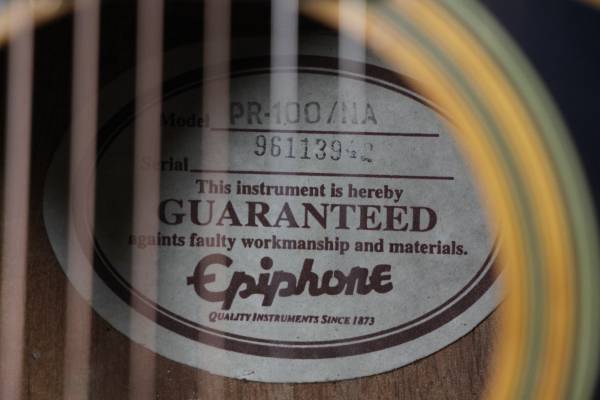 Model PR-100/NA
Serial 96113942
This instrument is hereby
GUARANTEED
againts faulty workmanship and materials.
Epiphone
QUALITY INSTRUMENTS SINCE 1873